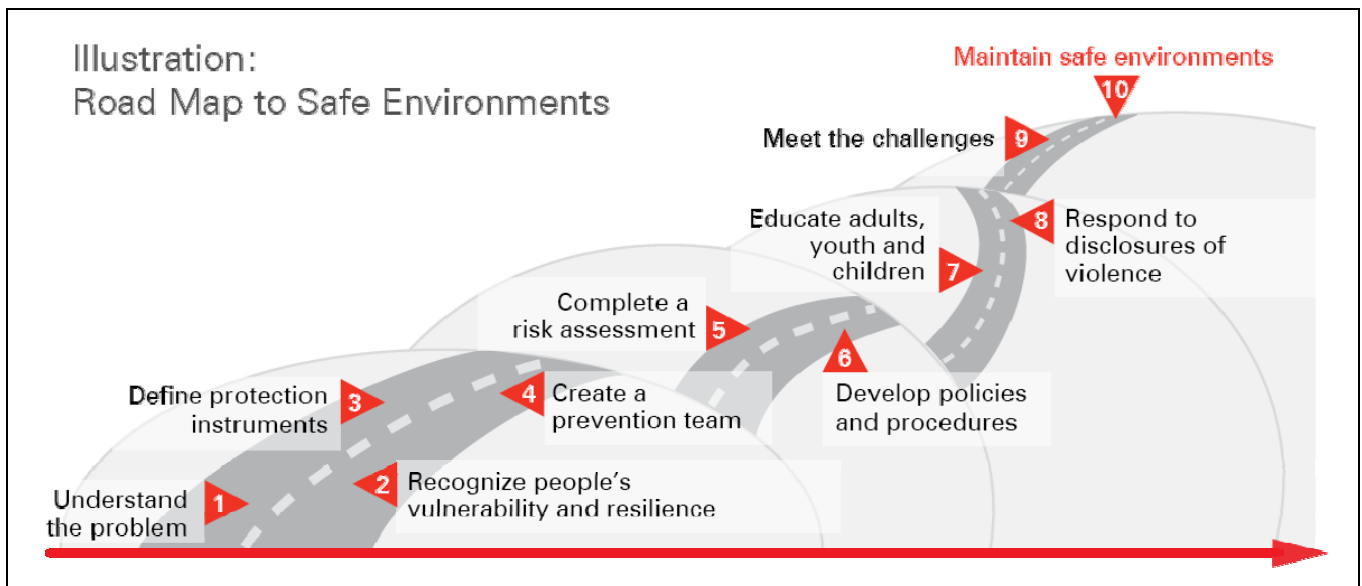 Illustration:
Road Map to Safe Environments
Maintain safe environments
10
Meet the challenges
9
Educate adults,
youth and
children
7
8
Respond to
disclosures of
violence
Complete a
risk assessment
5
6
Develop policies
and procedures
Define protection
instruments
3
4
Create a
prevention team
Understand
the problem
1
2
Recognize people's
vulnerability and resilience